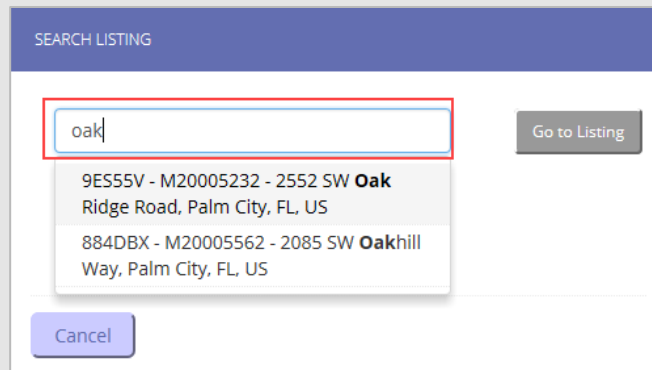 SEARCH LISTING
oak
Go to Listing
9ES55V - M20005232 - 2552 SW Oak
Ridge Road, Palm City, FL, US
884DBX - M20005562 - 2085 SW Oakhill
Way, Palm City, FL, US
Cancel